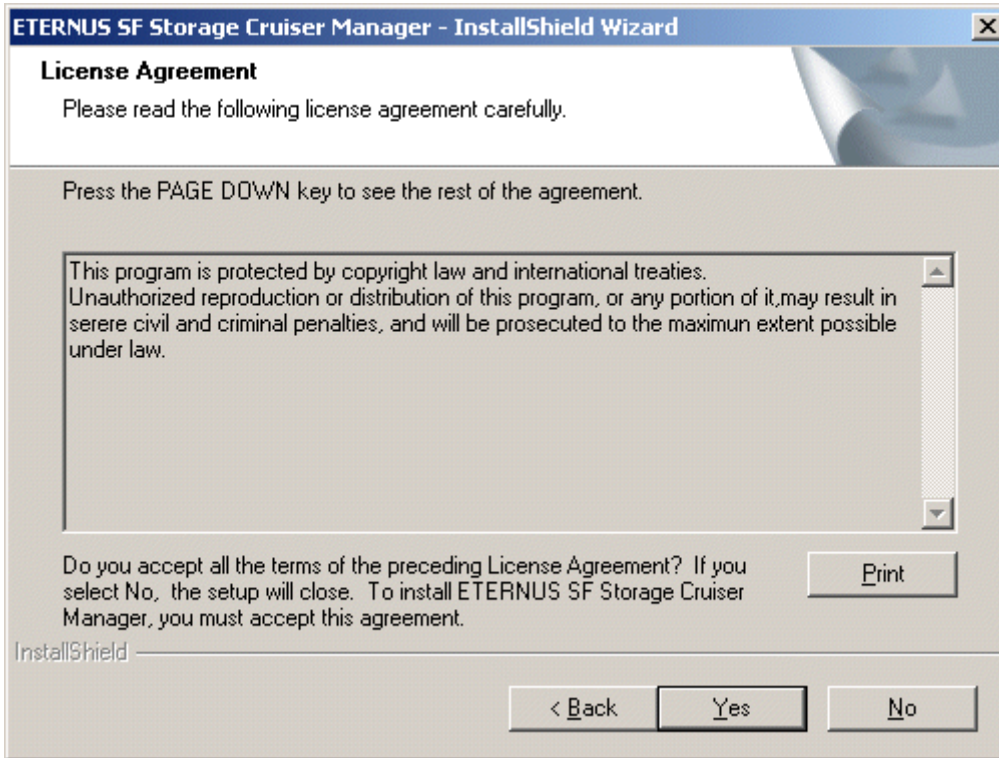 ETERNUS SF Storage Cruiser Manager - InstallShield Wizard
License Agreement
Please read the following license agreement carefully.
Press the PAGE DOWN key to see the rest of the agreement.
This program is protected by copyright law and international treaties.
Unauthorized reproduction or distribution of this program, or any portion of it,may result in
serere civil and criminal penalties, and will be prosecuted to the maximun extent possible
under law.
Do you accept all the terms of the preceding License Agreement? If you
select No, the setup will close. To install ETERNUS SF Storage Cruiser
Manager, you must accept this agreement.
Print
InstallShield
< Back
Yes
No